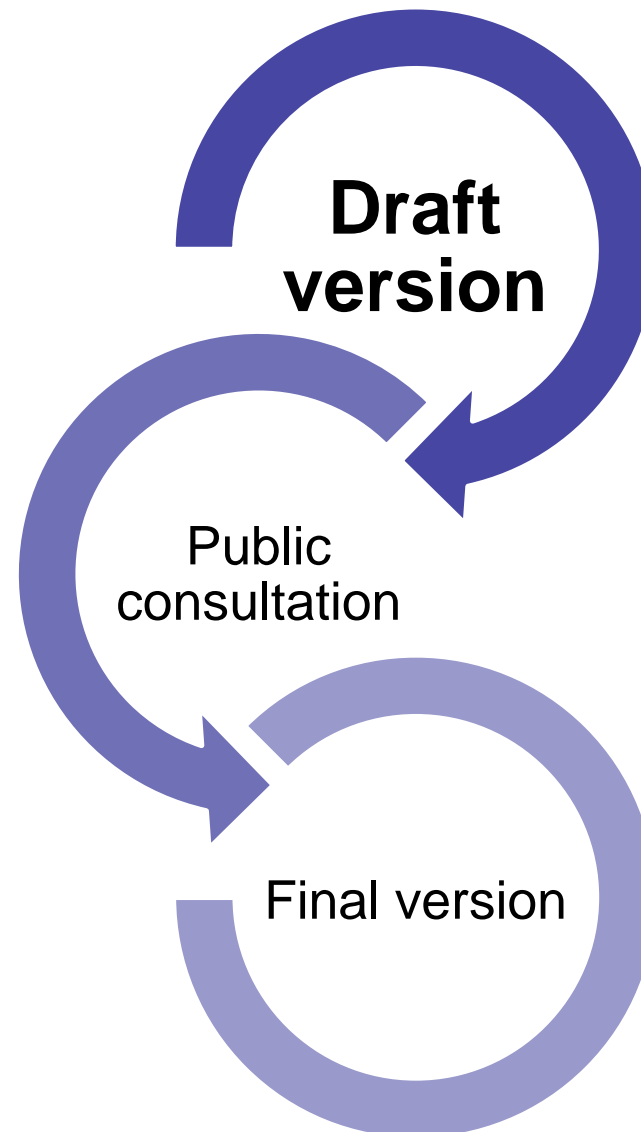 Draft
version
Public
consultation
Final version